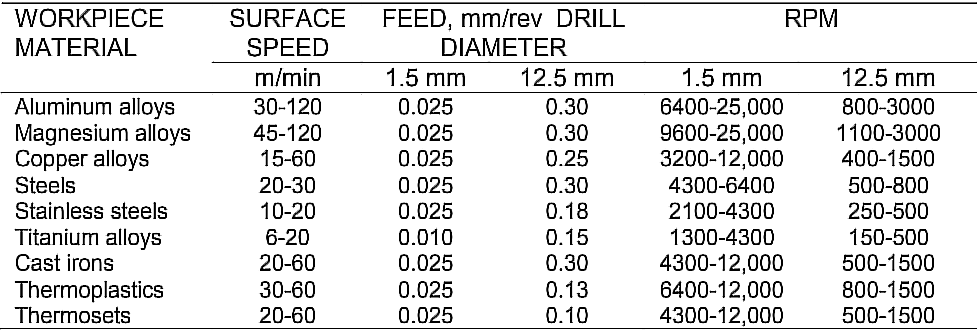 WORKPIECE SURFACE FEED, mm/rev DRILL RPM
MATERIAL SPEED DIAMETER
m/min 1.5 mm 12.5 mm 1.5 mm 12.5 mm
Aluminum alloys 30-120 0.025 0.30 6400-25,000 800-3000
Magnesium alloys 45-120 0.025 0.30 9600-25,000 1100-3000
Copper alloys 15-60 0.025 0.25 3200-12,000 400-1500
Steels 20-30 0.025 0.30 4300-6400 500-800
Stainless steels 10-20 0.025 0.18 2100-4300 250-500
Titanium alloys 6-20 0.010 0.15 1300-4300 150-500
Cast irons 20-60 0.025 0.30 4300-12,000 500-1500
Thermoplastics 30-60 0.025 0.13 6400-12,000 800-1500
Thermosets 20-60 0.025 0.10 4300-12,000 500-1500